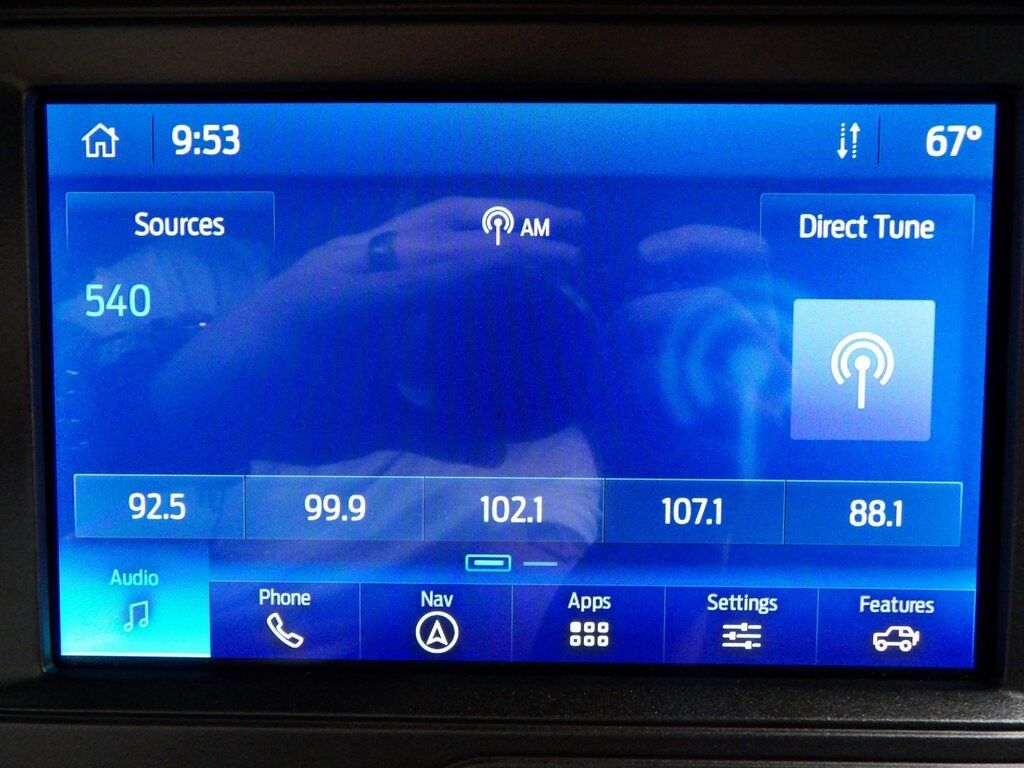 9:53
67°
Sources
AM
Direct Tune
540
92.5
99.9
102.1
107.1
88.1
Audio
Phone
Nav
Apps
Settings
Features